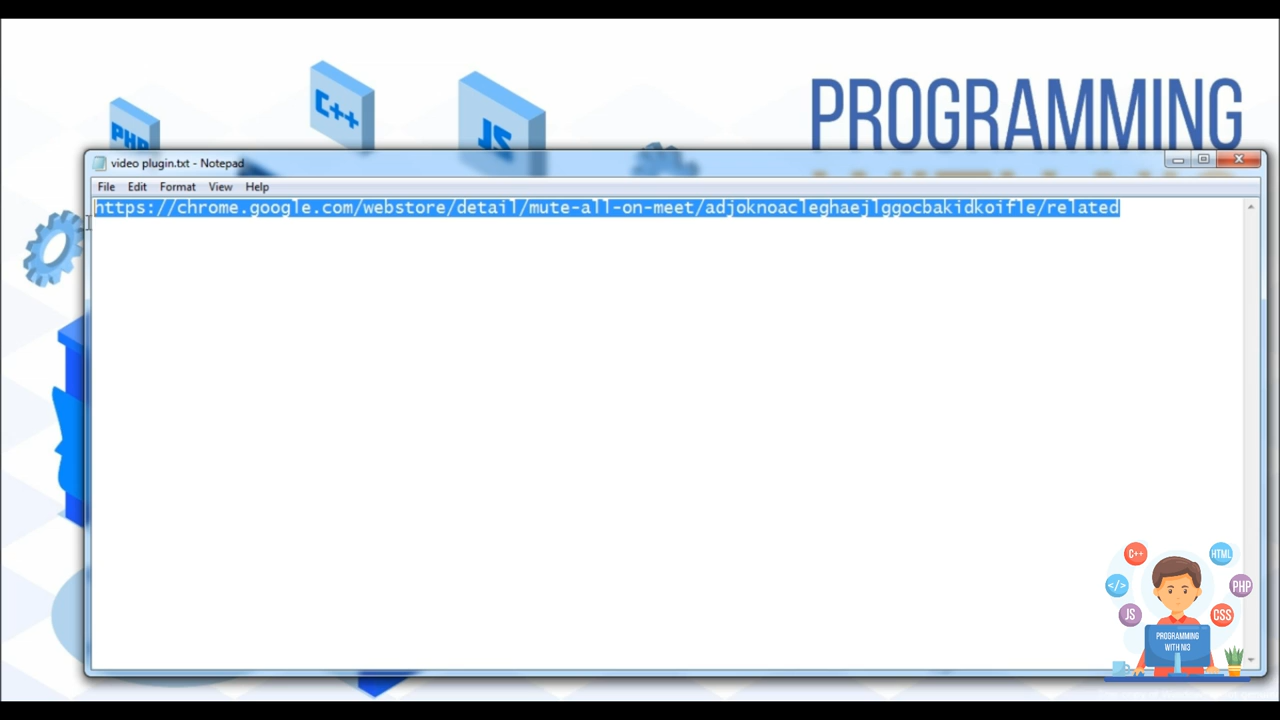 PHP
C++
JS
PROGRAMMING
video plugin.txt - Notepad
File Edit Format View Help
https://chrome.google.com/webstore/detail/mute-all-on-meet/adjoknoacleghaejlggocbakidkoifle/related
C++
HTML
</>
PHP
JS
CSS
PROGRAMMING
WITH NI3